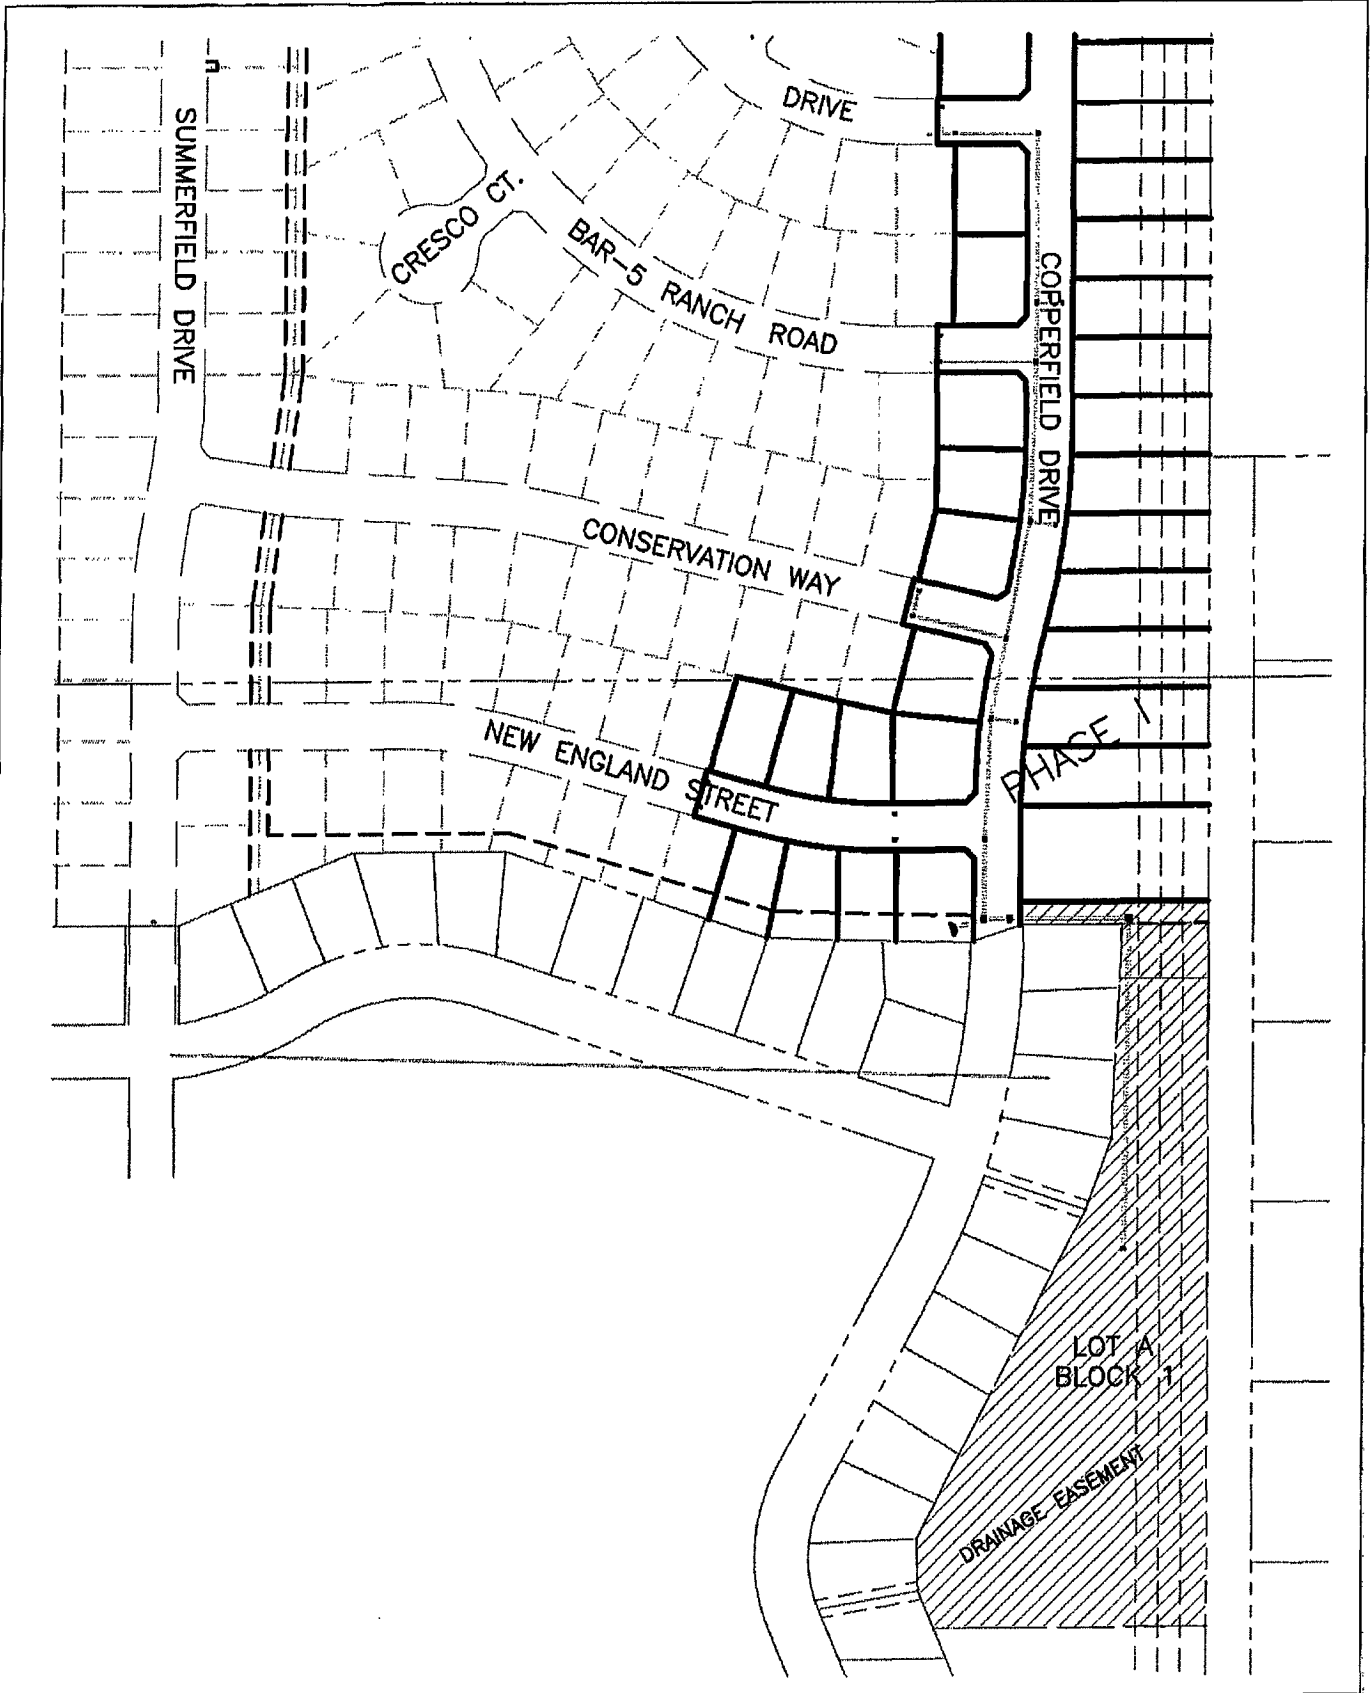 DRIVE
SUMMERFIELD DRIVE
CRESCO CT.
BAR-5 RANCH ROAD
COPPERFIELD DRIVE
CONSERVATION WAY
NEW ENGLAND STREET
PHASE 1
LOT A
BLOCK 1
DRAINAGE EASEMENT